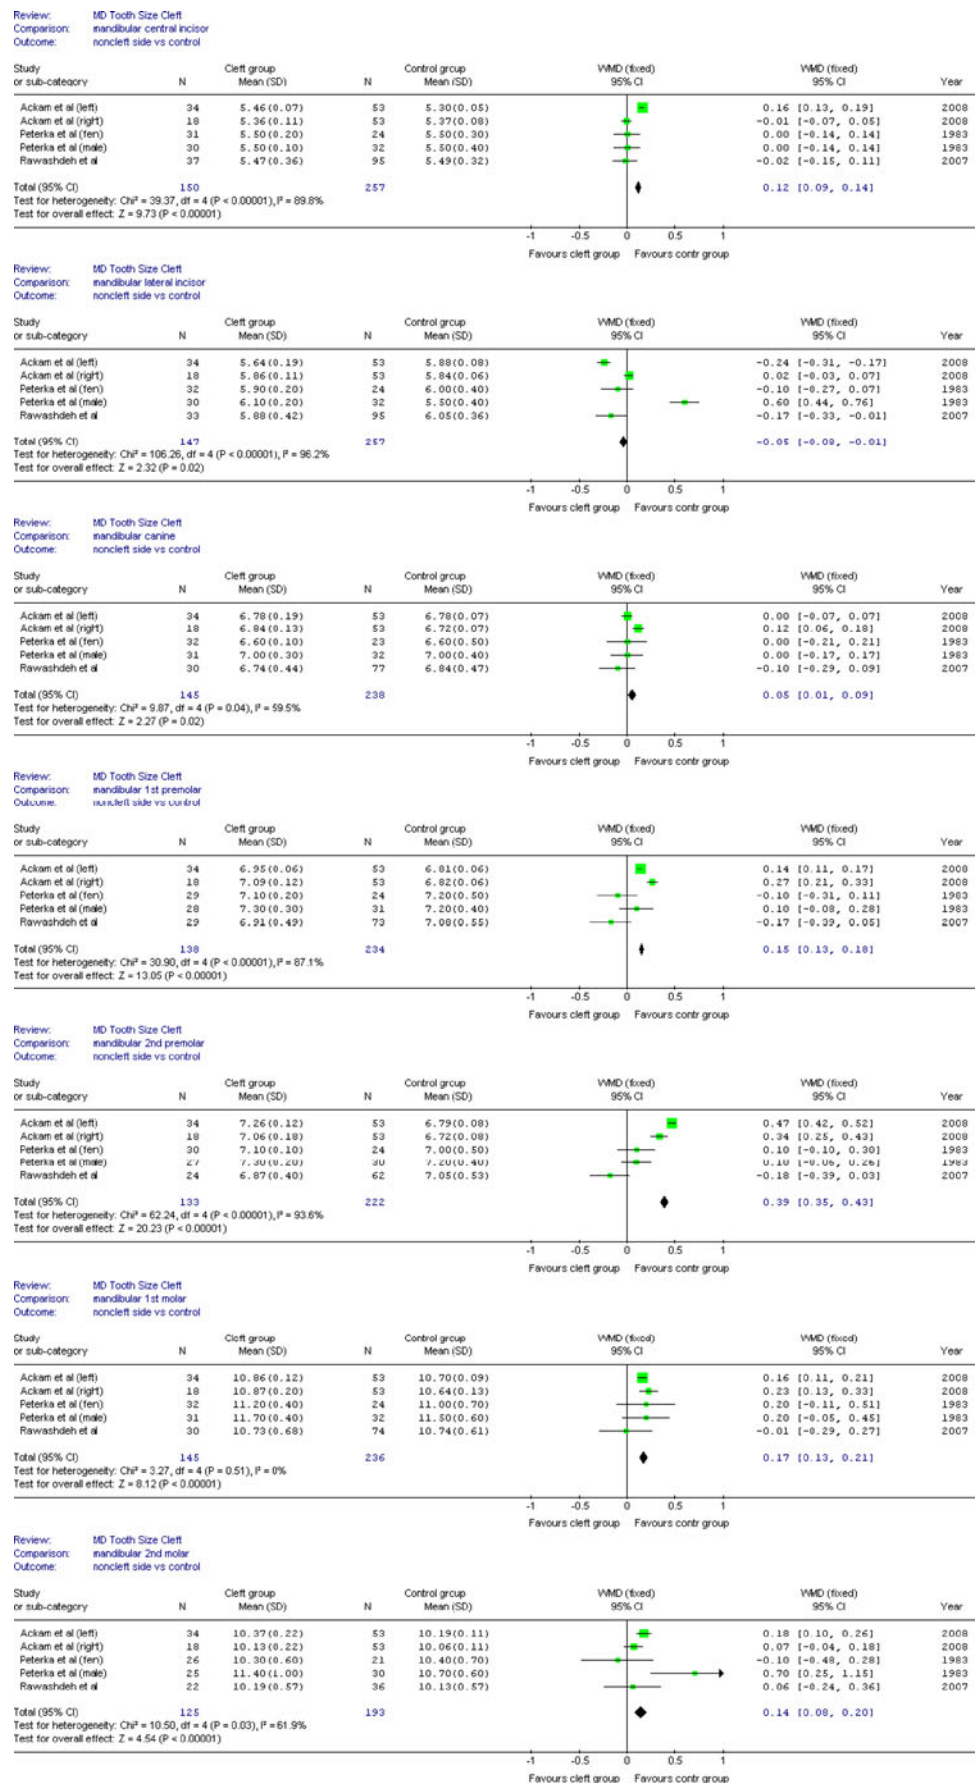 Review: MD Tooth Size Cleft
Comparison: mandibular central incisor
Outcome: noncleft side vs control
Study Cleft group Control group WMD (fixed) WMD (fixed)
or sub-category N Mean (SD) N Mean (SD) 95% CI 95% CI Year
Ackam et al (left) 34 5.46(0.07) 53 5.30(0.05) 0.16 [0.13, 0.19] 2008
Ackam et al (right) 18 5.36(0.11) 53 5.37(0.08) -0.01 [-0.07, 0.05] 2008
Peterka et al (fem) 31 5.50(0.20) 24 5.50(0.30) 0.00 [-0.14, 0.14] 1983
Peterka et al (male) 30 5.50(0.10) 32 5.50(0.40) 0.00 [-0.14, 0.14] 1983
Rawashdeh et al 37 5.47(0.36) 95 5.49(0.32) -0.02 [-0.15, 0.11] 2007
Total (95% CI) 150 257 0.12 [0.09, 0.14]
Test for heterogeneity: Chi² = 39.37, df = 4 (P < 0.00001), I² = 89.8%
Test for overall effect: Z = 9.73 (P < 0.00001)
-1 -0.5 0 0.5 1
Favours cleft group Favours contr group
Review: MD Tooth Size Cleft
Comparison: mandibular lateral incisor
Outcome: noncleft side vs control
Study Cleft group Control group WMD (fixed) WMD (fixed)
or sub-category N Mean (SD) N Mean (SD) 95% CI 95% CI Year
Ackam et al (left) 34 5.64(0.19) 53 5.88(0.08) -0.24 [-0.31, -0.17] 2008
Ackam et al (right) 18 5.86(0.11) 53 5.84(0.06) 0.02 [-0.03, 0.07] 2008
Peterka et al (fem) 32 5.90(0.20) 24 6.00(0.40) -0.10 [-0.27, 0.07] 1983
Peterka et al (male) 30 6.10(0.20) 32 5.50(0.40) 0.60 [0.44, 0.76] 1983
Rawashdeh et al 33 5.88(0.42) 95 6.05(0.36) -0.17 [-0.33, -0.01] 2007
Total (95% CI) 147 257 -0.05 [-0.08, -0.01]
Test for heterogeneity: Chi² = 106.26, df = 4 (P < 0.00001), I² = 96.2%
Test for overall effect: Z = 2.32 (P = 0.02)
-1 -0.5 0 0.5 1
Favours cleft group Favours contr group
Review: MD Tooth Size Cleft
Comparison: mandibular canine
Outcome: noncleft side vs control
Study Cleft group Control group WMD (fixed) WMD (fixed)
or sub-category N Mean (SD) N Mean (SD) 95% CI 95% CI Year
Ackam et al (left) 34 6.78(0.19) 53 6.78(0.07) 0.00 [-0.07, 0.07] 2008
Ackam et al (right) 18 6.84(0.13) 53 6.72(0.07) 0.12 [0.06, 0.18] 2008
Peterka et al (fem) 32 6.60(0.10) 23 6.60(0.50) 0.00 [-0.21, 0.21] 1983
Peterka et al (male) 31 7.00(0.30) 32 7.00(0.40) 0.00 [-0.17, 0.17] 1983
Rawashdeh et al 30 6.74(0.44) 77 6.84(0.47) -0.10 [-0.29, 0.09] 2007
Total (95% CI) 145 238 0.05 [0.01, 0.09]
Test for heterogeneity: Chi² = 9.87, df = 4 (P = 0.04), I² = 59.5%
Test for overall effect: Z = 2.27 (P = 0.02)
-1 -0.5 0 0.5 1
Favours cleft group Favours contr group
Review: MD Tooth Size Cleft
Comparison: mandibular 1st premolar
Outcome: noncleft side vs control
Study Cleft group Control group WMD (fixed) WMD (fixed)
or sub-category N Mean (SD) N Mean (SD) 95% CI 95% CI Year
Ackam et al (left) 34 6.95(0.06) 53 6.81(0.06) 0.14 [0.11, 0.17] 2008
Ackam et al (right) 18 7.09(0.12) 53 6.82(0.06) 0.27 [0.21, 0.33] 2008
Peterka et al (fem) 29 7.10(0.20) 24 7.20(0.50) -0.10 [-0.31, 0.11] 1983
Peterka et al (male) 28 7.30(0.30) 31 7.20(0.40) 0.10 [-0.08, 0.28] 1983
Rawashdeh et al 29 6.91(0.49) 73 7.08(0.55) -0.17 [-0.39, 0.05] 2007
Total (95% CI) 138 234 0.15 [0.13, 0.18]
Test for heterogeneity: Chi² = 30.90, df = 4 (P < 0.00001), I² = 87.1%
Test for overall effect: Z = 13.05 (P < 0.00001)
-1 -0.5 0 0.5 1
Favours cleft group Favours contr group
Review: MD Tooth Size Cleft
Comparison: mandibular 2nd premolar
Outcome: noncleft side vs control
Study Cleft group Control group WMD (fixed) WMD (fixed)
or sub-category N Mean (SD) N Mean (SD) 95% CI 95% CI Year
Ackam et al (left) 34 7.26(0.12) 53 6.79(0.08) 0.47 [0.42, 0.52] 2008
Ackam et al (right) 18 7.06(0.18) 53 6.72(0.08) 0.34 [0.25, 0.43] 2008
Peterka et al (fem) 30 7.10(0.10) 24 7.00(0.50) 0.10 [-0.10, 0.30] 1983
Peterka et al (male) 27 7.30(0.20) 30 7.20(0.40) 0.10 [-0.06, 0.26] 1983
Rawashdeh et al 24 6.87(0.40) 62 7.05(0.53) -0.18 [-0.39, 0.03] 2007
Total (95% CI) 133 222 0.39 [0.35, 0.43]
Test for heterogeneity: Chi² = 62.24, df = 4 (P < 0.00001), I² = 93.6%
Test for overall effect: Z = 20.23 (P < 0.00001)
-1 -0.5 0 0.5 1
Favours cleft group Favours contr group
Review: MD Tooth Size Cleft
Comparison: mandibular 1st molar
Outcome: noncleft side vs control
Study Cleft group Control group WMD (fixed) WMD (fixed)
or sub-category N Mean (SD) N Mean (SD) 95% CI 95% CI Year
Ackam et al (left) 34 10.86(0.12) 53 10.70(0.09) 0.16 [0.11, 0.21] 2008
Ackam et al (right) 18 10.87(0.20) 53 10.64(0.13) 0.23 [0.13, 0.33] 2008
Peterka et al (fem) 32 11.20(0.40) 24 11.00(0.70) 0.20 [-0.11, 0.51] 1983
Peterka et al (male) 31 11.70(0.40) 32 11.50(0.60) 0.20 [-0.05, 0.45] 1983
Rawashdeh et al 30 10.73(0.68) 74 10.74(0.61) -0.01 [-0.29, 0.27] 2007
Total (95% CI) 145 236 0.17 [0.13, 0.21]
Test for heterogeneity: Chi² = 3.27, df = 4 (P = 0.51), I² = 0%
Test for overall effect: Z = 8.12 (P < 0.00001)
-1 -0.5 0 0.5 1
Favours cleft group Favours contr group
Review: MD Tooth Size Cleft
Comparison: mandibular 2nd molar
Outcome: noncleft side vs control
Study Cleft group Control group WMD (fixed) WMD (fixed)
or sub-category N Mean (SD) N Mean (SD) 95% CI 95% CI Year
Ackam et al (left) 34 10.37(0.22) 53 10.19(0.11) 0.18 [0.10, 0.26] 2008
Ackam et al (right) 18 10.13(0.22) 53 10.06(0.11) 0.07 [-0.04, 0.18] 2008
Peterka et al (fem) 26 10.30(0.60) 21 10.40(0.70) -0.10 [-0.48, 0.28] 1983
Peterka et al (male) 25 11.40(1.00) 30 10.70(0.60) 0.70 [0.25, 1.15] 1983
Rawashdeh et al 22 10.19(0.57) 36 10.13(0.57) 0.06 [-0.24, 0.36] 2007
Total (95% CI) 125 193 0.14 [0.08, 0.20]
Test for heterogeneity: Chi² = 10.50, df = 4 (P = 0.03), I² = 61.9%
Test for overall effect: Z = 4.54 (P < 0.00001)
-1 -0.5 0 0.5 1
Favours cleft group Favours contr group